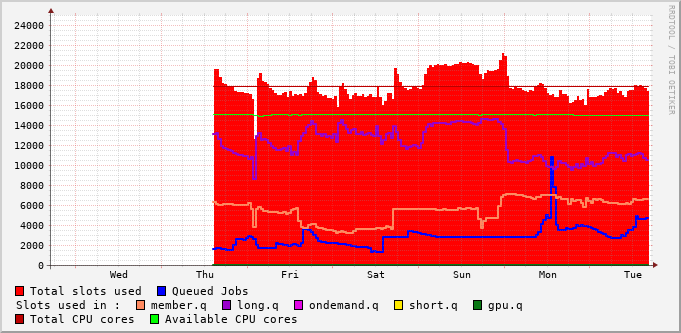 24000
22000
20000
18000
16000
14000
12000
10000
8000
6000
4000
2000
0
Wed Thu Fri Sat Sun Mon Tue
Total slots used Queued Jobs
Slots used in : member.q long.q ondemand.q short.q gpu.q
Total CPU cores Available CPU cores
RRDTOOL / TOBI OETIKER